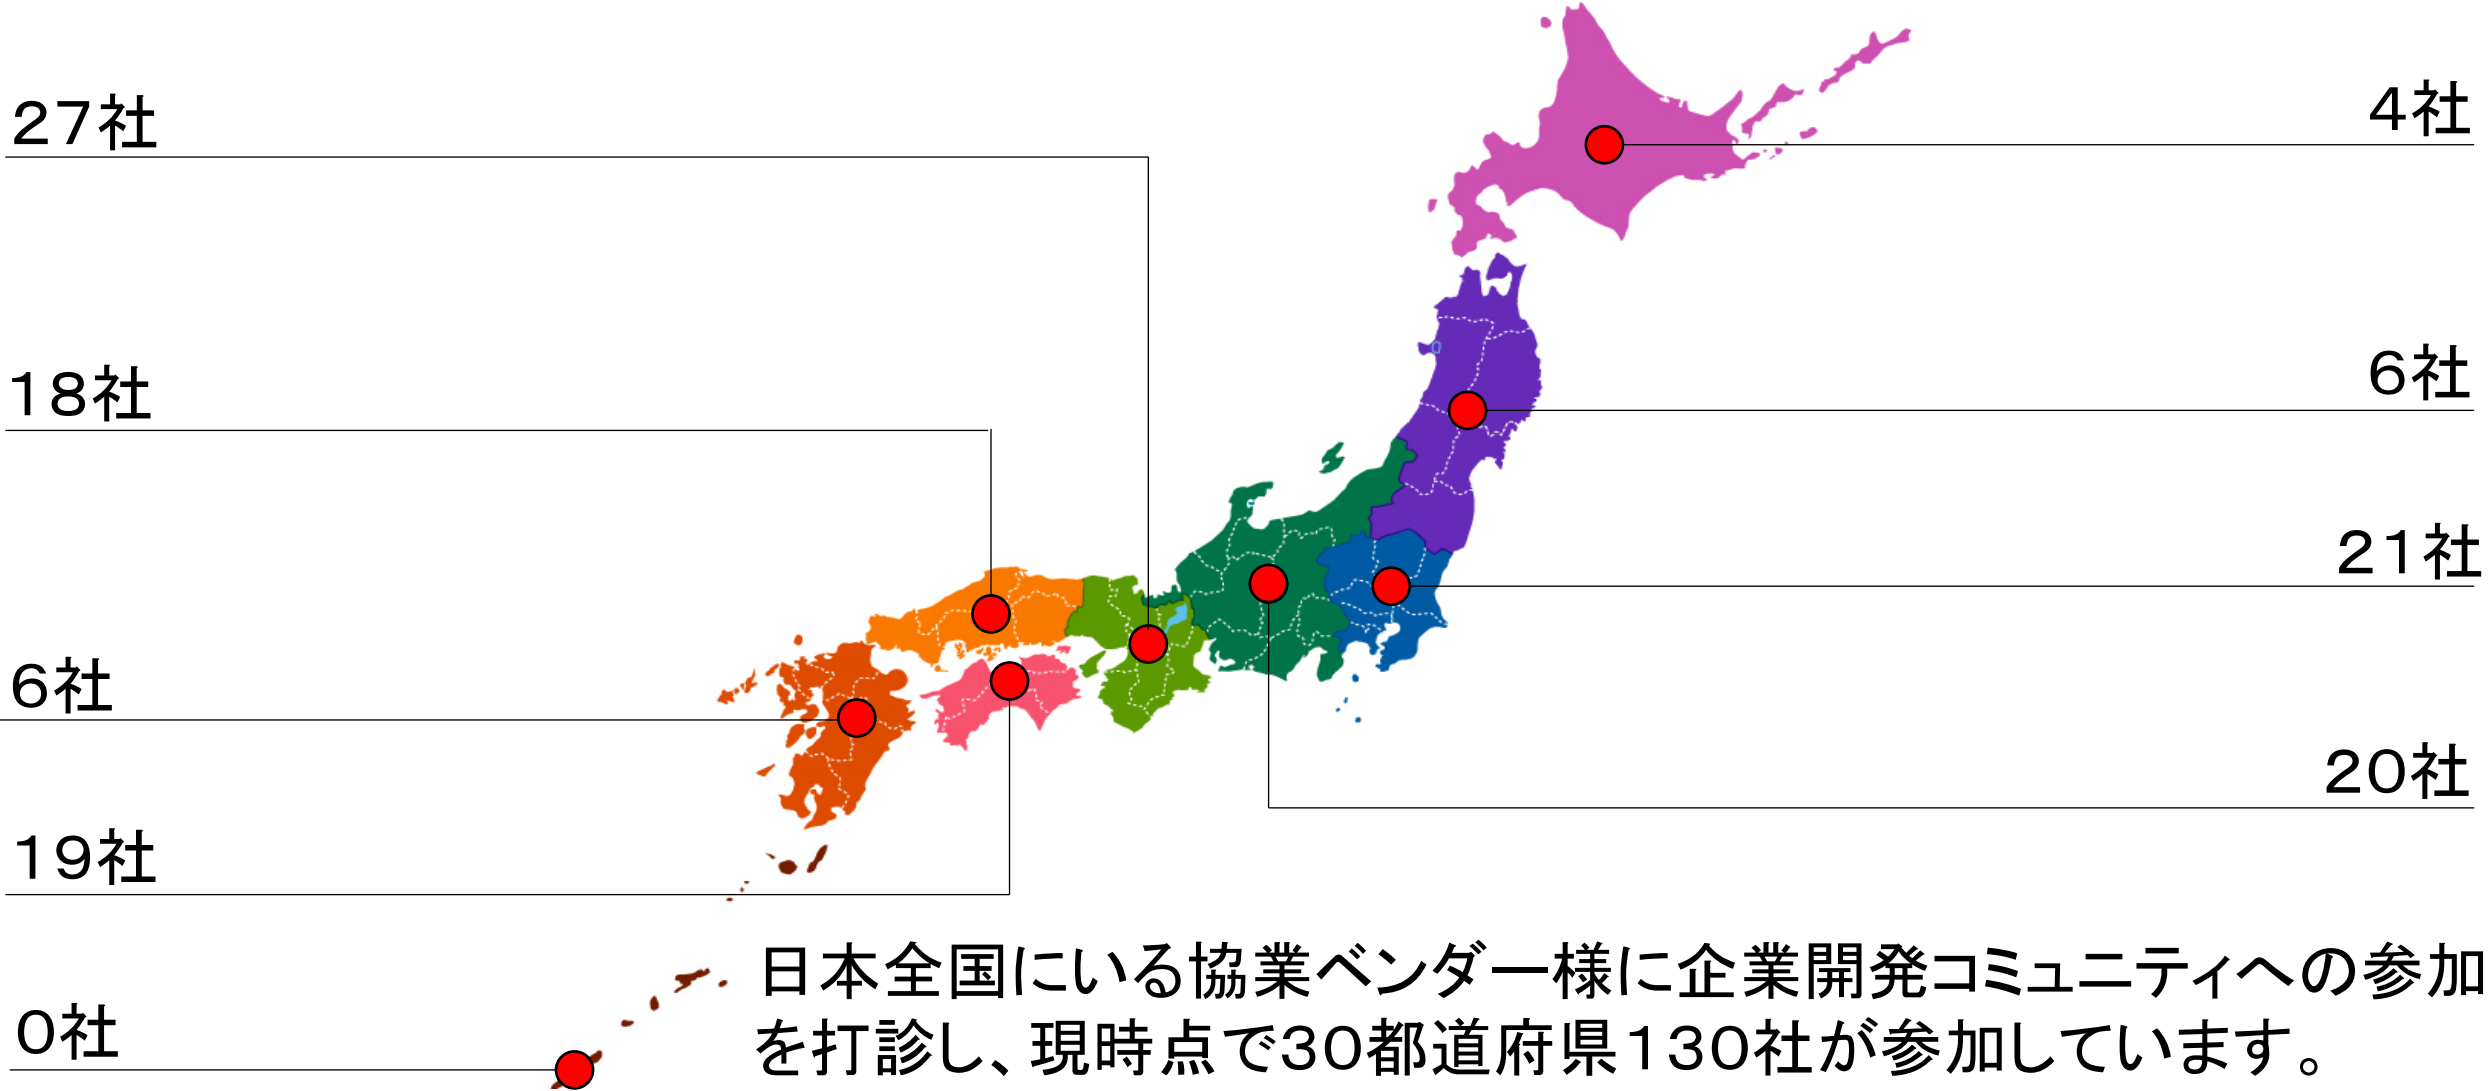 27社
4社
18社
6社
21社
6社
20社
19社
0社
日本全国にいる協業ベンダー様に企業開発コミュニティへの参加
を打診し、現時点で30都道府県130社が参加しています。